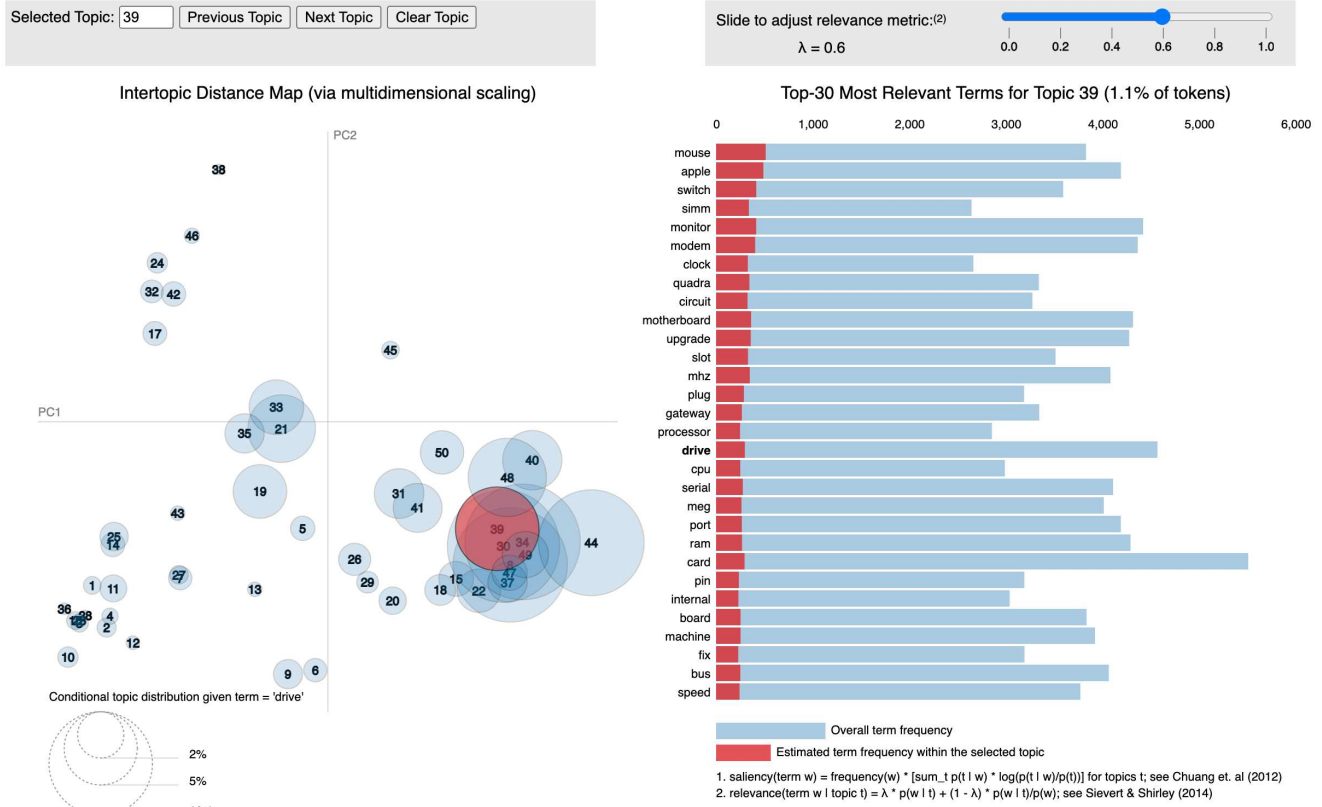 Selected Topic: 39 Previous Topic Next Topic Clear Topic
Slide to adjust relevance metric:(2)
λ = 0.6
0.0 0.2 0.4 0.6 0.8 1.0
Intertopic Distance Map (via multidimensional scaling)
PC2
38
46
24
32 42
17
45
33
PC1
21
35
50
40
48
19
31
41
43
5
39
25
14
34
44
30
49
26
47
27
7
15
37
29
1
11
13
18
22
20
36
4
2
12
10
9
6
Conditional topic distribution given term = 'drive'
2%
5%
Top-30 Most Relevant Terms for Topic 39 (1.1% of tokens)
0 1,000 2,000 3,000 4,000 5,000 6,000
mouse
apple
switch
simm
monitor
modem
clock
quadra
circuit
motherboard
upgrade
slot
mhz
plug
gateway
processor
drive
cpu
serial
meg
port
ram
card
pin
internal
board
machine
fix
bus
speed
Overall term frequency
Estimated term frequency within the selected topic
1. saliency(term w) = frequency(w) * [sum_t p(t | w) * log(p(t | w)/p(t))] for topics t; see Chuang et. al (2012)
2. relevance(term w | topic t) = λ * p(w | t) + (1 - λ) * p(w | t)/p(w); see Sievert & Shirley (2014)